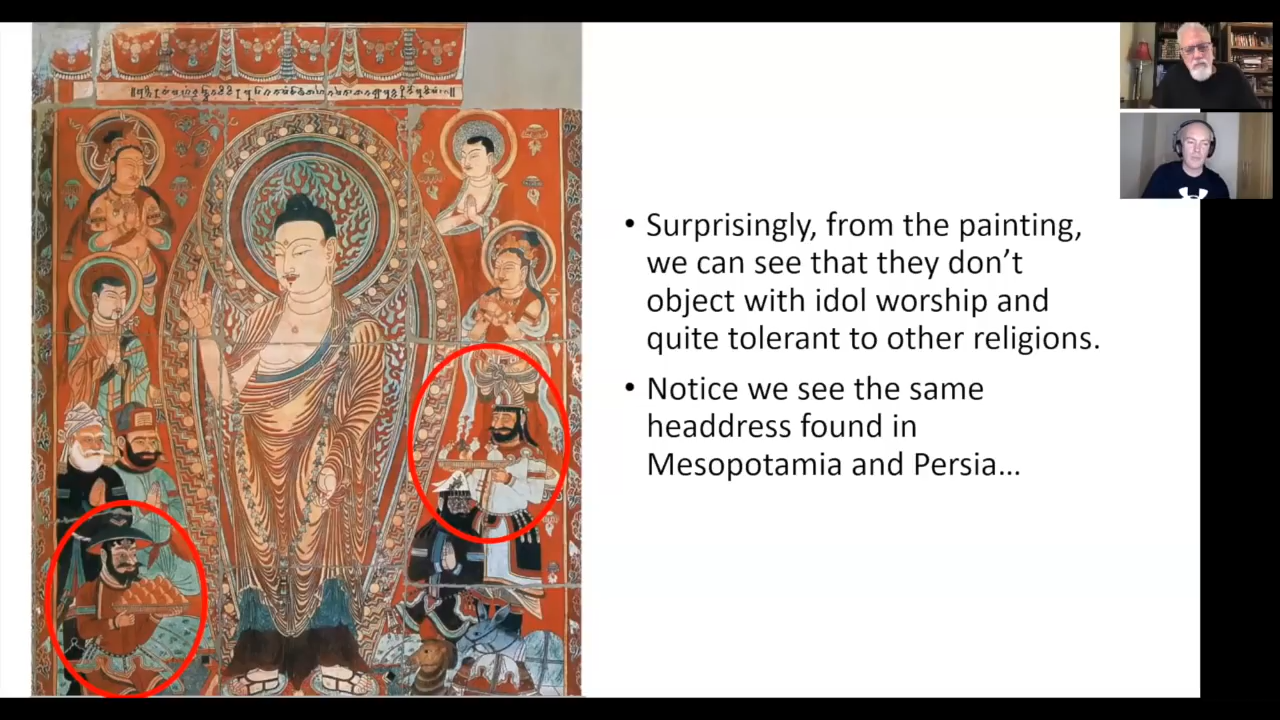 • Surprisingly, from the painting,
we can see that they don’t
object with idol worship and
quite tolerant to other religions.
• Notice we see the same
headdress found in
Mesopotamia and Persia…